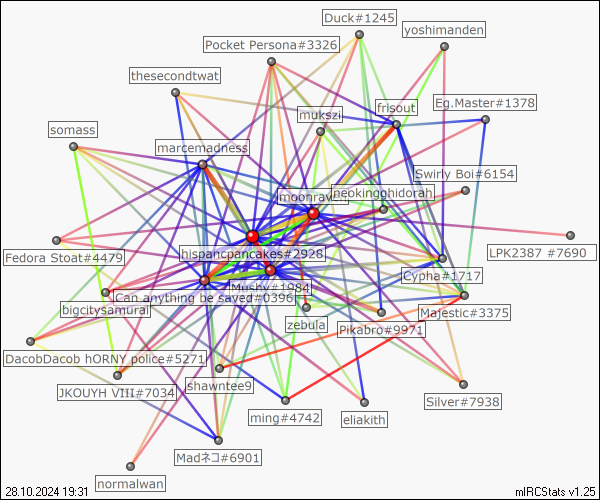 Duck#1245
yoshimanden
Pocket Persona#3326
thesecondtwat
Eg.Master#1378
frisout
mukszi
somass
marcemadness
Swirly Boi#6154
neokingghidorah
LPK2387 #7690
hispancpancakes#2928
Fedora Stoat#4479
Cypha#1717
Mushy#1984
Can anything be saved#0396
bigcitysamurai
Majestic#3375
zebula
Pikabro#9971
DacobDacob hORNY police#5271
shawntee9
JKOUYH VIII#7034
Silver#7938
ming#4742
eliakith
Madネコ#6901
normalwan
28.10.2024 19:31
mIRCStats v1.25